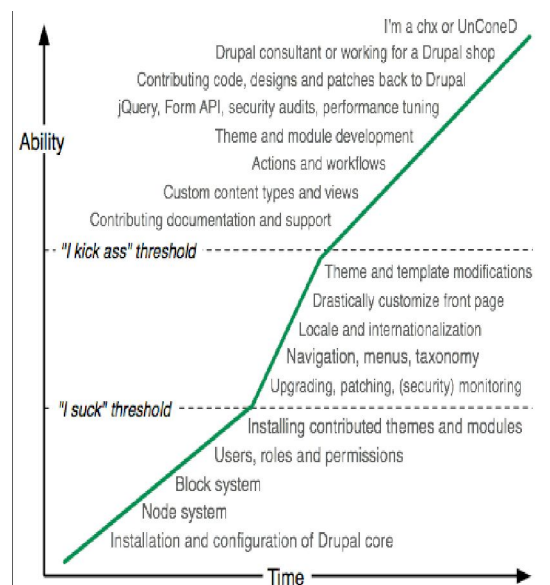 I'm a chx or UnConeD
Drupal consultant or working for a Drupal shop
Contributing code, designs and patches back to Drupal
jQuery, Form API, security audits, performance tuning
Theme and module development
Ability
Actions and workflows
Custom content types and views
Contributing documentation and support
"I kick ass" threshold
Theme and template modifications
Drastically customize front page
Locale and internationalization
Navigation, menus, taxonomy
Upgrading, patching, (security) monitoring
"I suck" threshold
Installing contributed themes and modules
Users, roles and permissions
Block system
Node system
Installation and configuration of Drupal core
Time